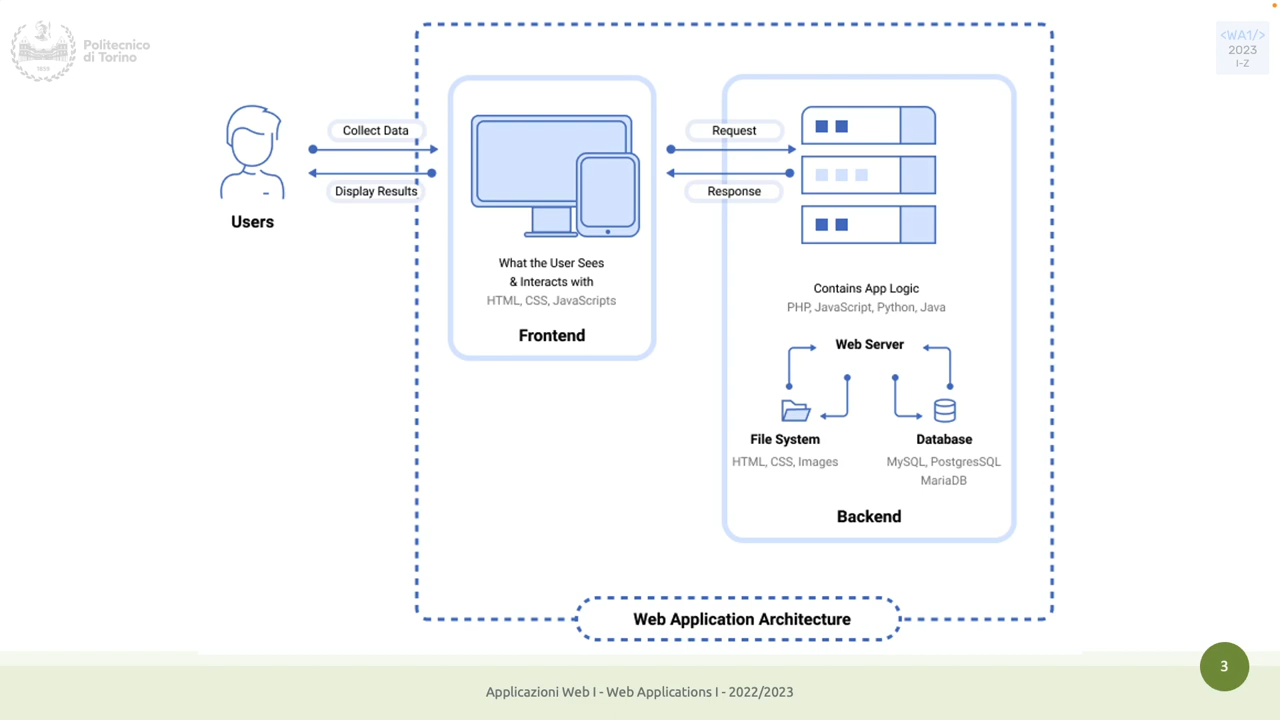 Politecnico
di Torino
1859
<WA1/>
2023
I-Z
Collect Data
Display Results
Users
Request
Response
What the User Sees
& Interacts with
HTML, CSS, JavaScripts
Frontend
Contains App Logic
PHP, JavaScript, Python, Java
Web Server
File System
HTML, CSS, Images
Database
MySQL, PostgresSQL
MariaDB
Backend
Web Application Architecture
3
Applicazioni Web I - Web Applications I - 2022/2023